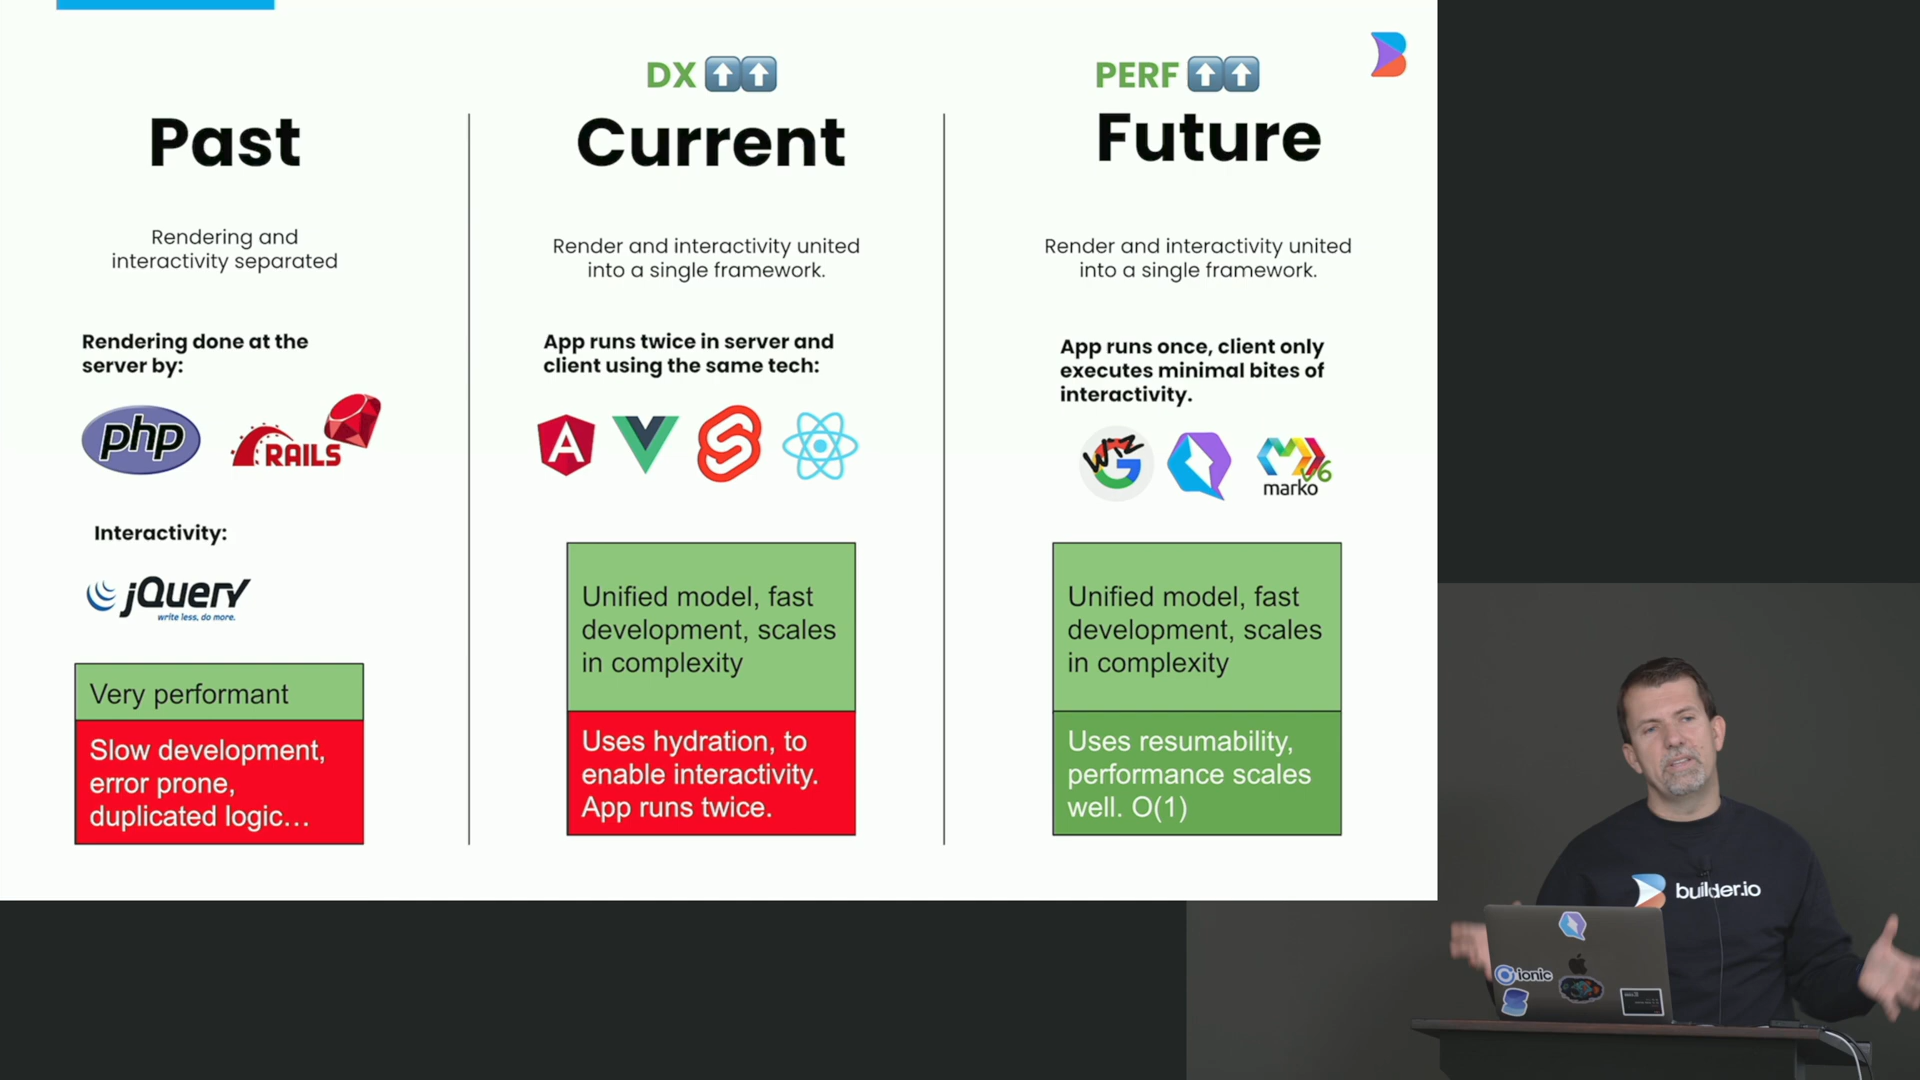 DX
PERF
Past
Current
Future
Rendering and
interactivity separated
Rendering done at the
server by:
php
RAILS
Interactivity:
jQuery
write less, do more.
Very performant
Slow development,
error prone,
duplicated logic...
Render and interactivity united
into a single framework.
App runs twice in server and
client using the same tech:
A
Unified model, fast
development, scales
in complexity
Uses hydration, to
enable interactivity.
App runs twice.
Render and interactivity united
into a single framework.
App runs once, client only
executes minimal bites of
interactivity.
WIZ
G
6
marko
Unified model, fast
development, scales
in complexity
Uses resumability,
performance scales
well. O(1)
builder.io
ionic